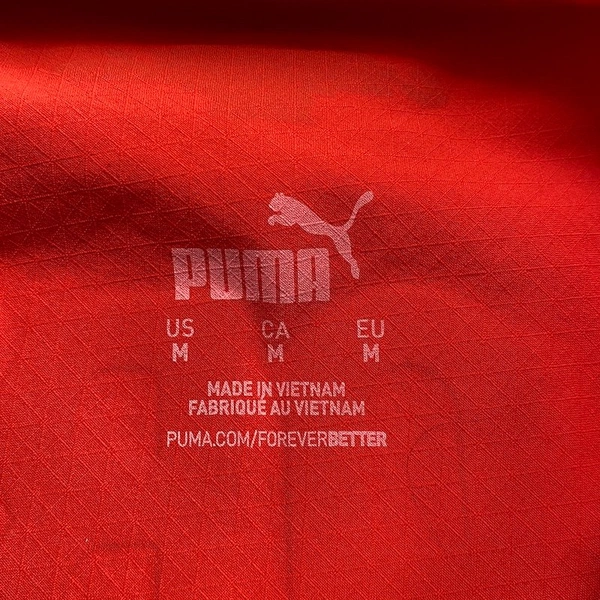 PUMA
US CA EU
M M M
MADE IN VIETNAM
FABRIQUÉ AU VIETNAM
PUMA.COM/FOREVERBETTER